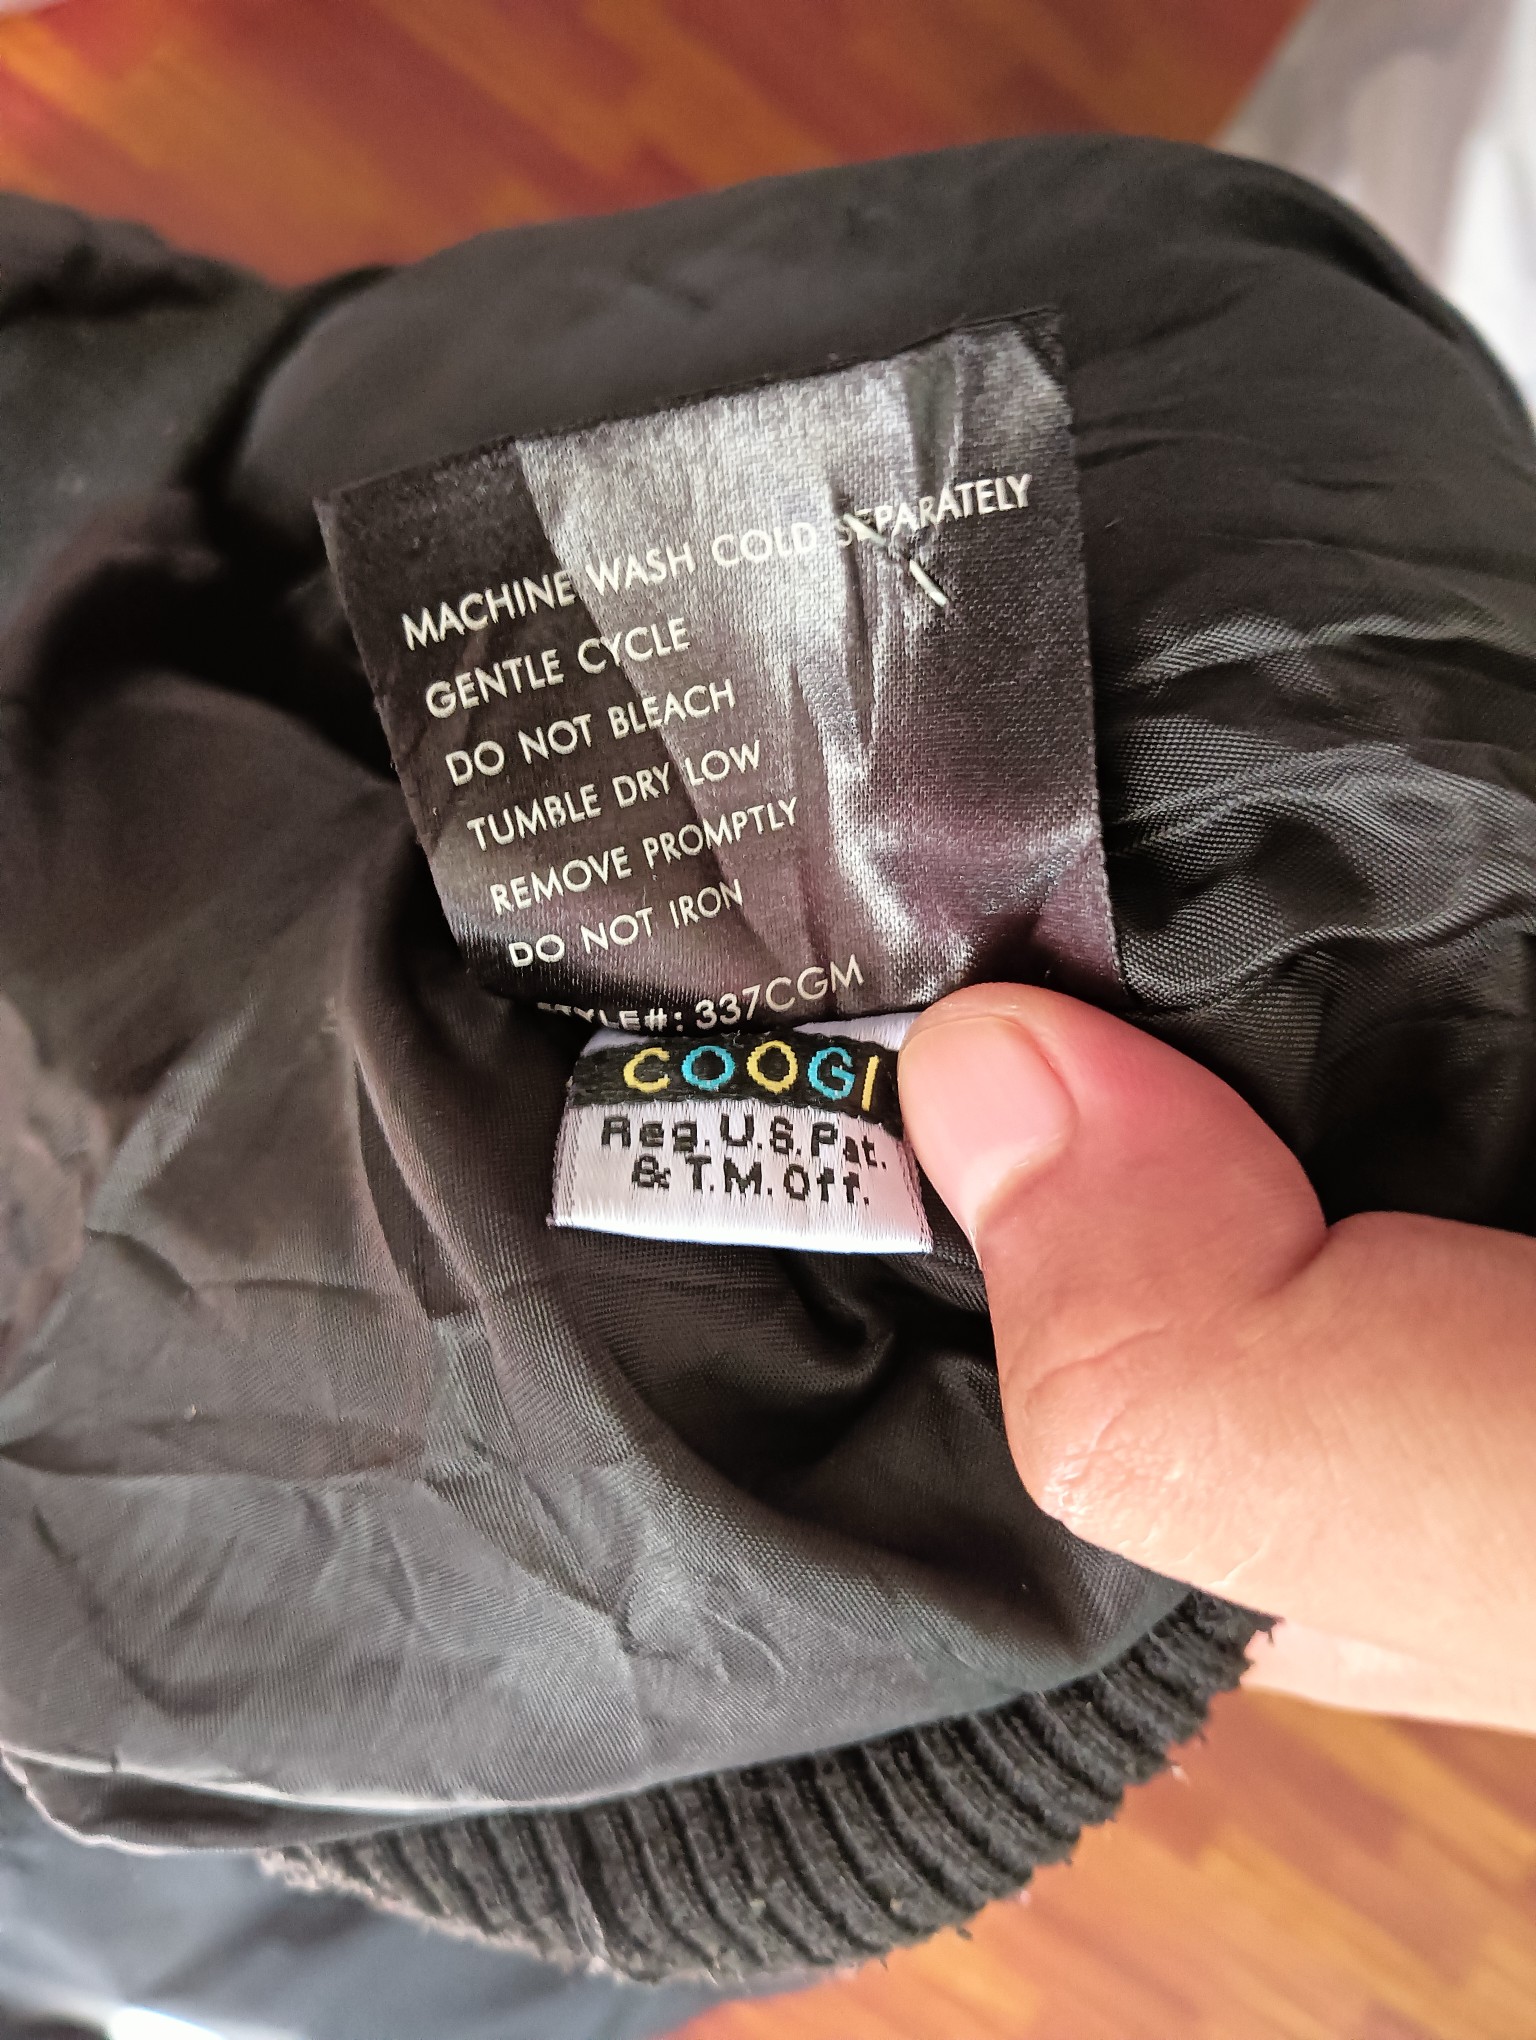 MACHINE WASH COLD SEPARATELY
GENTLE CYCLE
DO NOT BLEACH
TUMBLE DRY LOW
REMOVE PROMPTLY
DO NOT IRON
STYLE#: 337CGM
COOGI
Reg. U.S. Pat.
& T.M. Off.